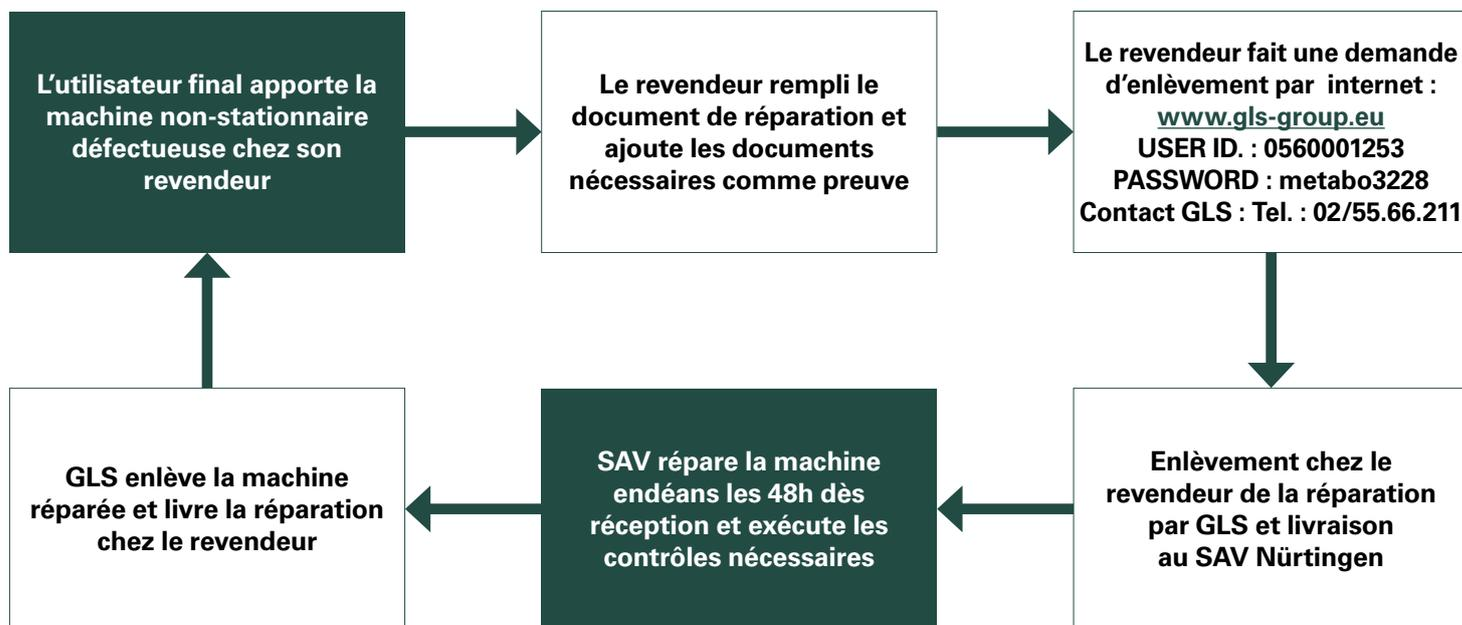 L'utilisateur final apporte la
machine non-stationnaire
défectueuse chez son
revendeur
Le revendeur rempli le
document de réparation et
ajoute les documents
nécessaires comme preuve
Le revendeur fait une demande
d'enlèvement par internet :
www.gls-group.eu
USER ID. : 0560001253
PASSWORD : metabo3228
Contact GLS : Tel. : 02/55.66.211
GLS enlève la machine
réparée et livre la réparation
chez le revendeur
SAV répare la machine
endéans les 48h dès
réception et exécute les
contrôles nécessaires
Enlèvement chez le
revendeur de la réparation
par GLS et livraison
au SAV Nürtingen